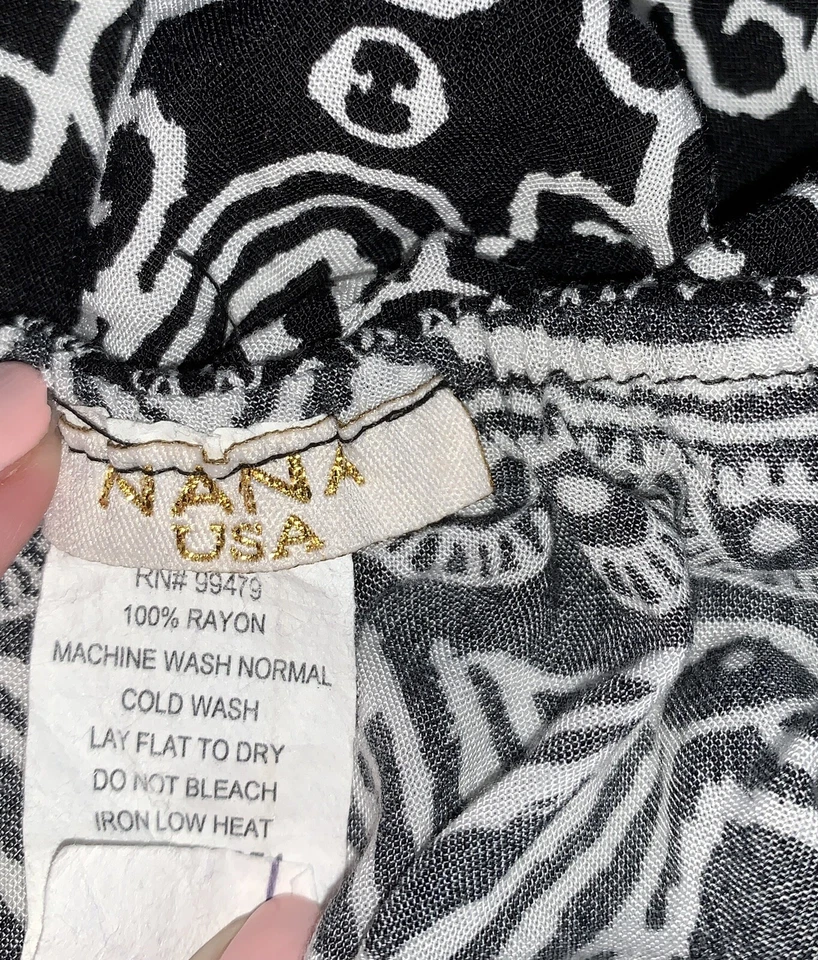 NANA
USA
RN# 99479
100% RAYON
MACHINE WASH NORMAL
COLD WASH
LAY FLAT TO DRY
DO NOT BLEACH
IRON LOW HEAT